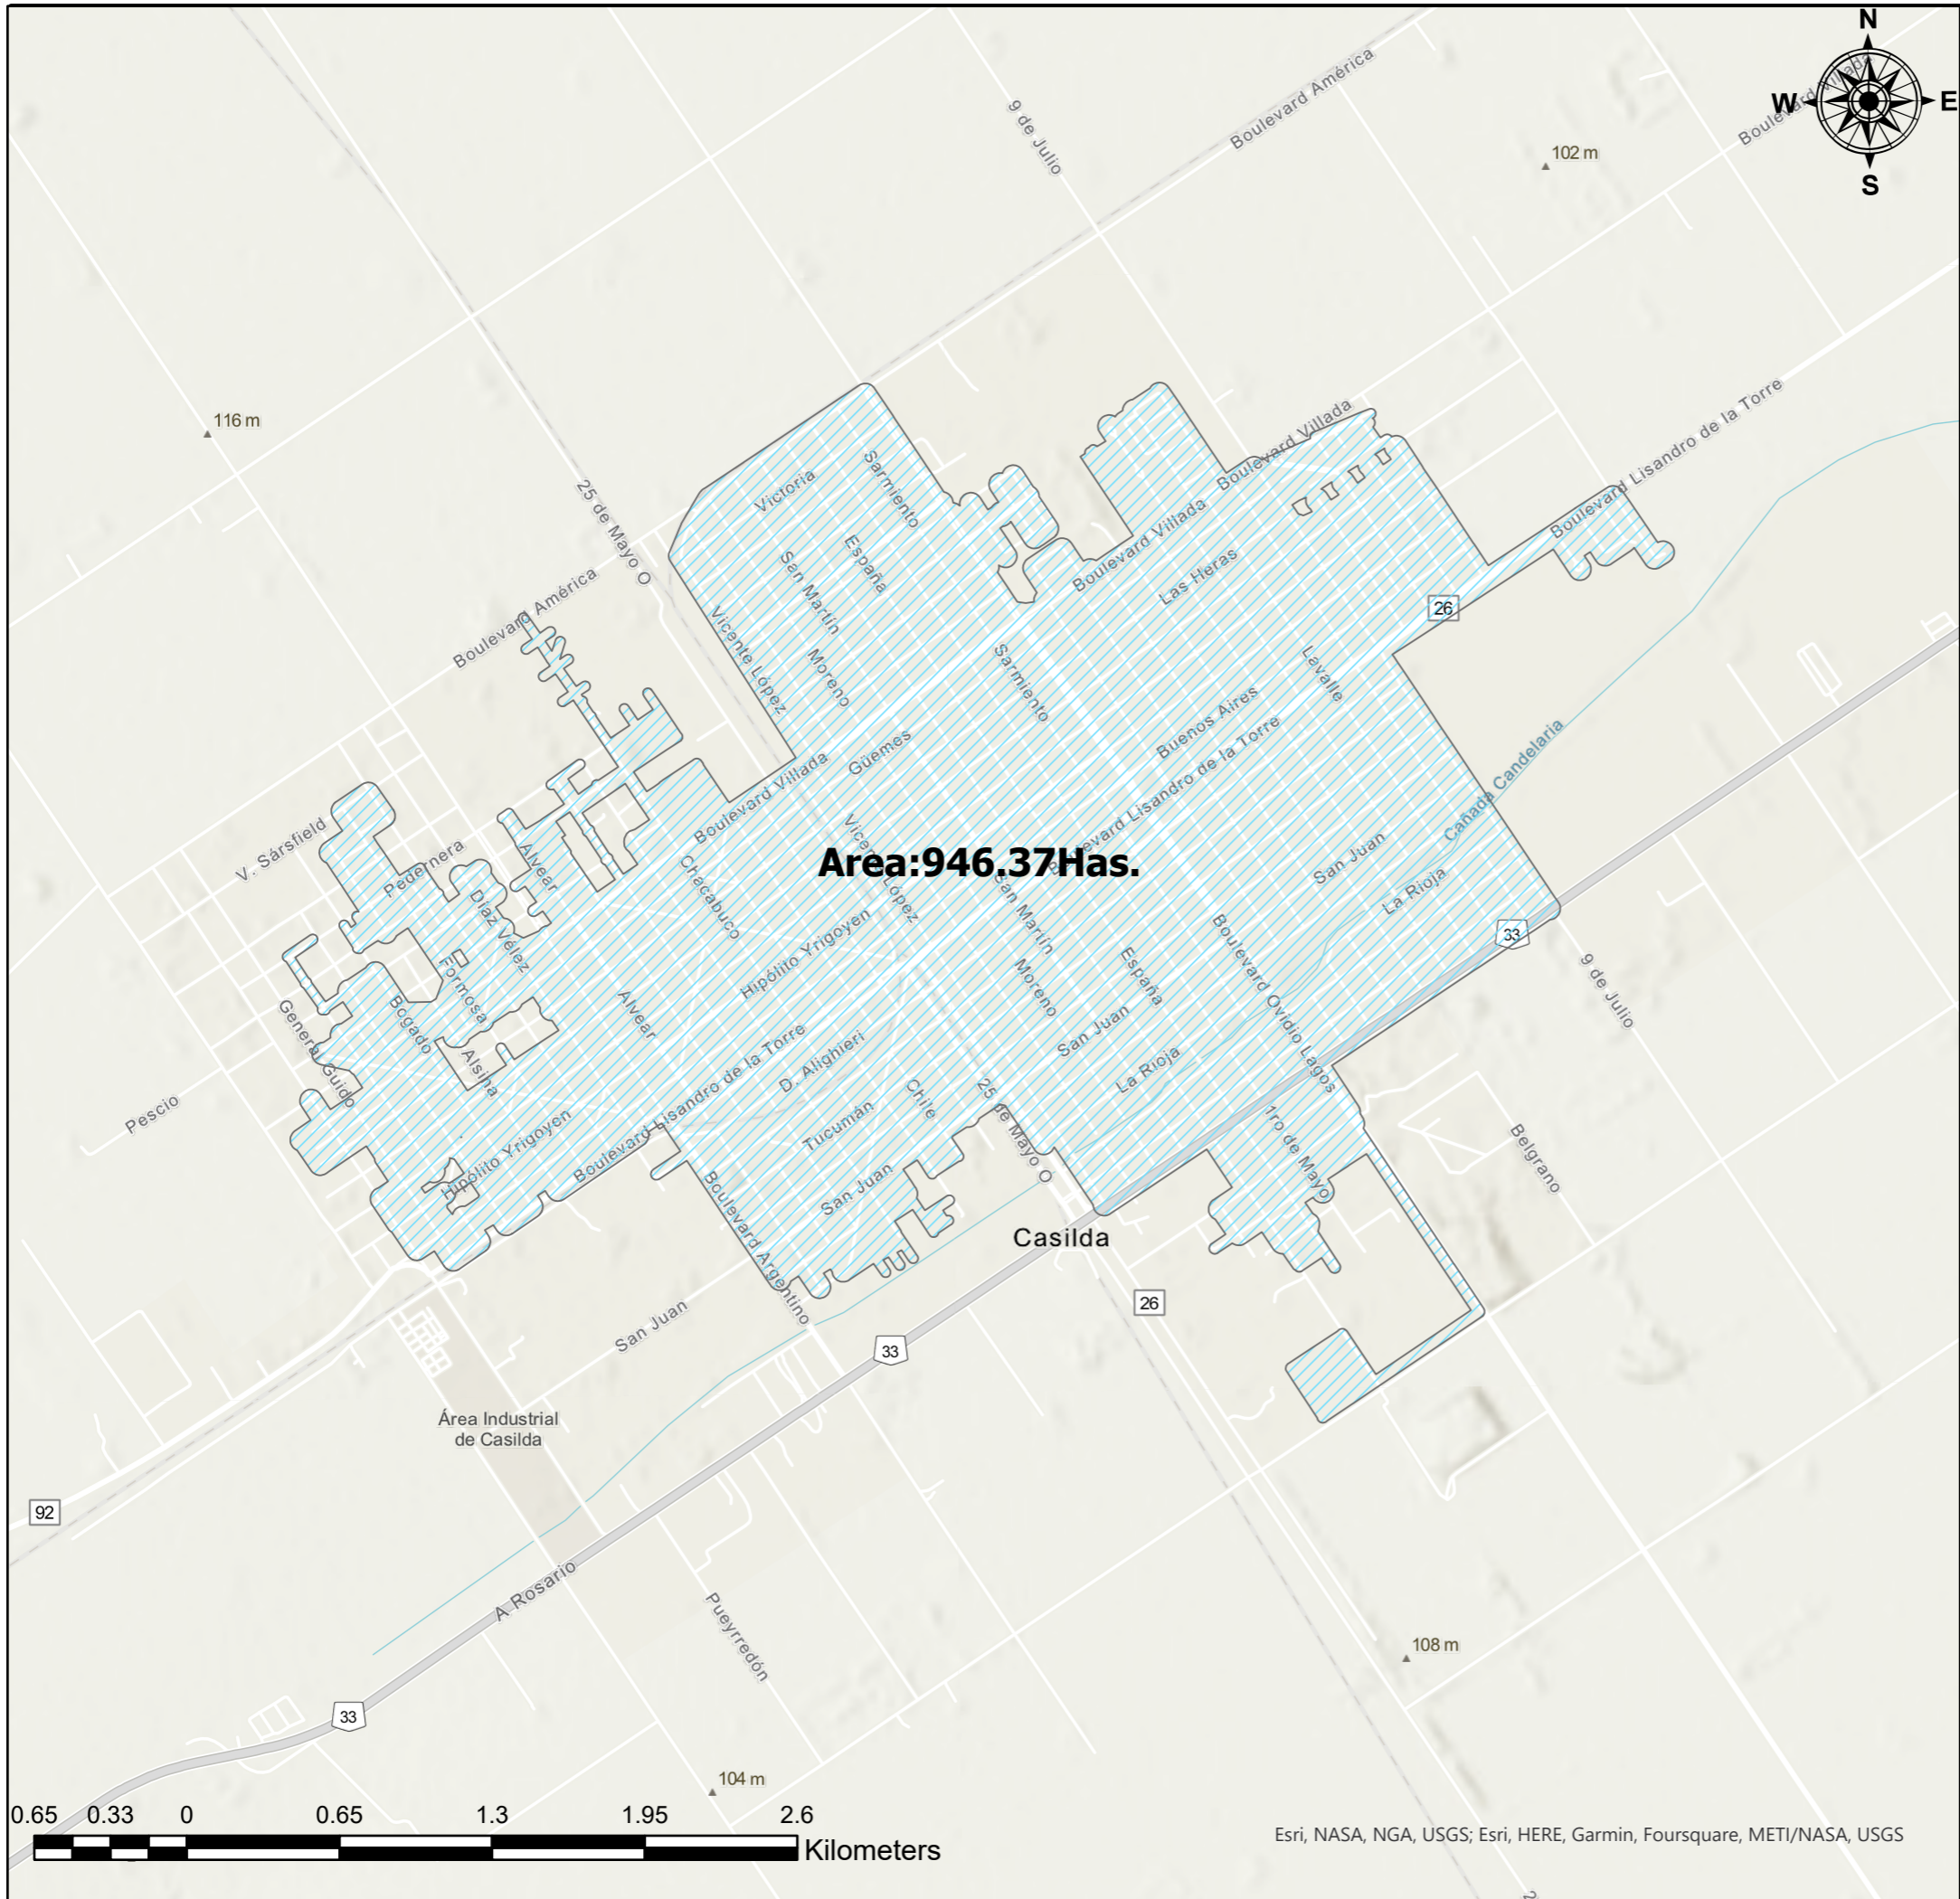 N
Boulevard América
Boulevard Villada
W
E
9 de Julio
102 m
S
Boulevard Lisandro de la Torre
Boulevard Villada
116 m
Sarmiento
Victoria
25 de Mayo O
Boulevard Villada
España
San Martín
Las Heras
Boulevard América
26
Vicente López
Moreno
Sarmiento
Lavalle
Buenos Aires
Güemes
Boulevard Lisandro de la Torre
Cañada Candelaria
Boulevard Villada
V. Sársfield
Pedernera
Alvear
Vicente López
Area:946.37Has.
San Juan
Chacabuco
La Rioja
San Martín
Díaz Vélez
Hipólito Yrigoyen
33
Boulevard Ovidio Lagos
España
Formosa
Moreno
9 de Julio
Alvear
Bogado
General Guido
San Juan
D. Alighieri
Boulevard Lisandro de la Torre
La Rioja
Alsina
Chile
Pescio
25 de Mayo O
Tucumán
1ro de Mayo
Belgrano
Hipólito Yrigoyen
San Juan
Boulevard Argentino
Casilda
26
San Juan
33
Área Industrial
de Casilda
92
A Rosario
Pueyrredón
108 m
33
104 m
0.65 0.33 0 0.65 1.3 1.95 2.6
Kilometers
Esri, NASA, NGA, USGS; Esri, HERE, Garmin, Foursquare, METI/NASA, USGS